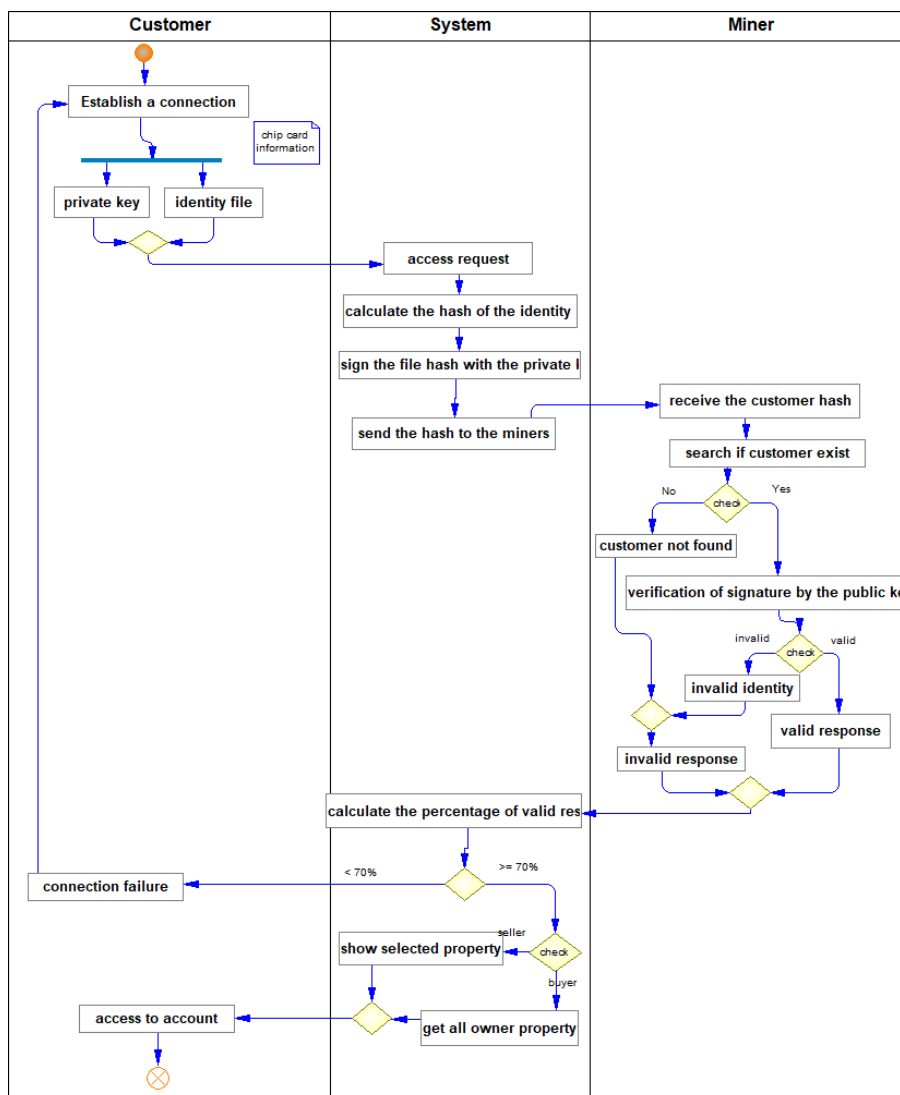 Customer
System
Miner
Establish a connection
chip card
information
private key
identity file
access request
calculate the hash of the identity
sign the file hash with the private
send the hash to the miners
receive the customer hash
search if customer exist
No
check
Yes
customer not found
verification of signature by the public ke
invalid
check
valid
invalid identity
valid response
invalid response
calculate the percentage of valid res
< 70%
>= 70%
connection failure
seller
show selected property
check
buyer
access to account
get all owner property